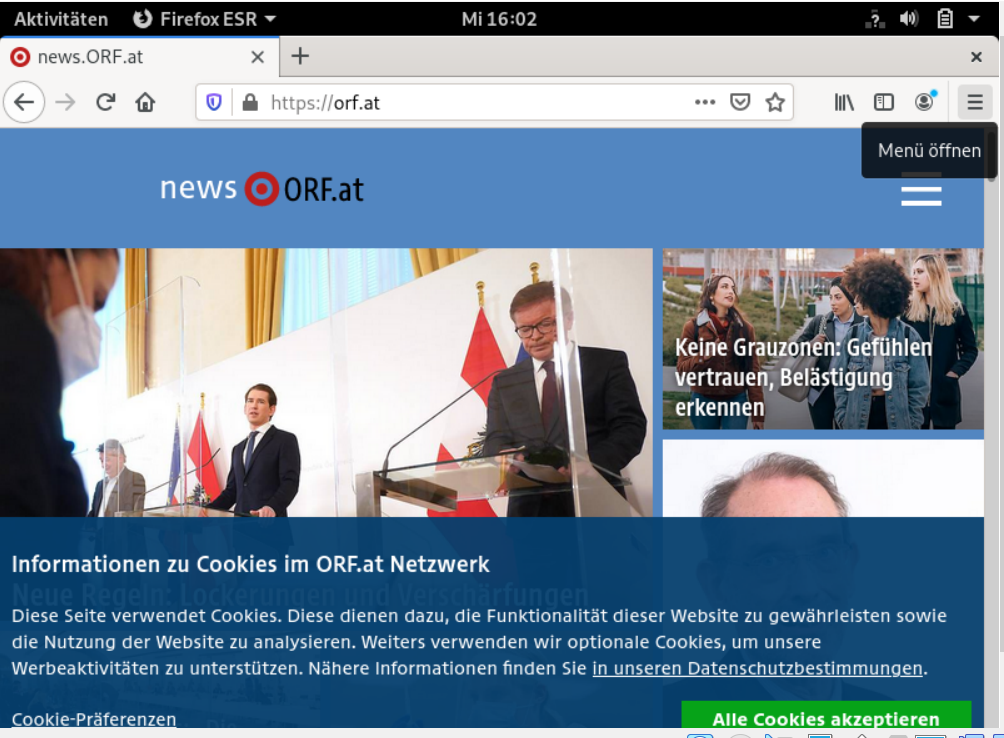 Aktivitäten Firefox ESR Mi 16:02
news.ORF.at
https://orf.at
Menü öffnen
news ORF.at
Keine Grauzonen: Gefühlen
vertrauen, Belästigung
erkennen
Informationen zu Cookies im ORF.at Netzwerk
Neue Regeln: Lockerungen und Verschärfungen
Diese Seite verwendet Cookies. Diese dienen dazu, die Funktionalität dieser Website zu gewährleisten sowie
die Nutzung der Website zu analysieren. Weiters verwenden wir optionale Cookies, um unsere
Werbeaktivitäten zu unterstützen. Nähere Informationen finden Sie in unseren Datenschutzbestimmungen.
Cookie-Präferenzen
Die
Alle Cookies akzeptieren